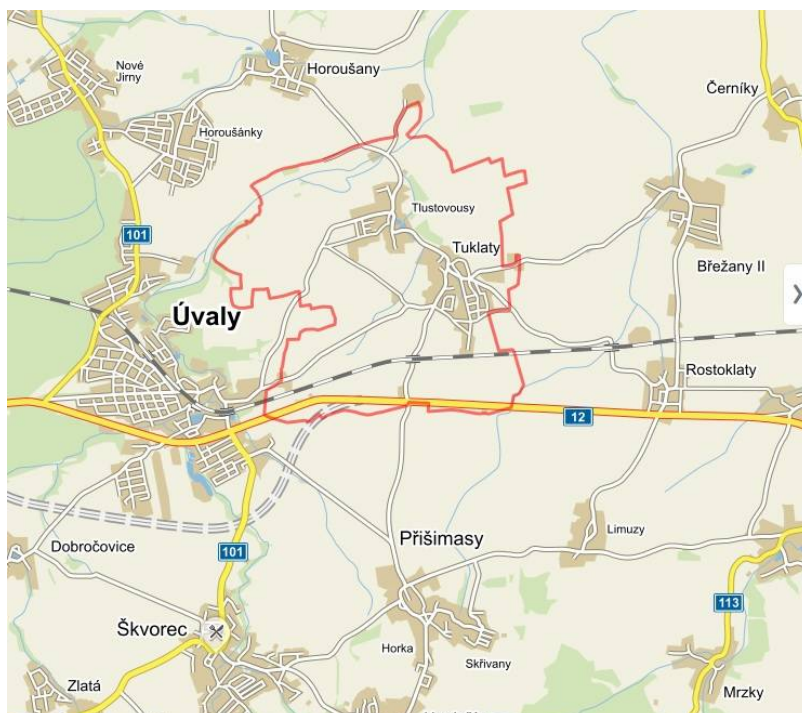 Nové
Jirny
Horoušany
Černíky
Horoušánky
Tlustovousy
101
Tuklaty
Břežany II
Úvaly
Rostoklaty
12
Limuzy
Přišimasy
Dobročovice
101
113
Škvorec
Horka
Skřivany
Zlatá
Mrzky